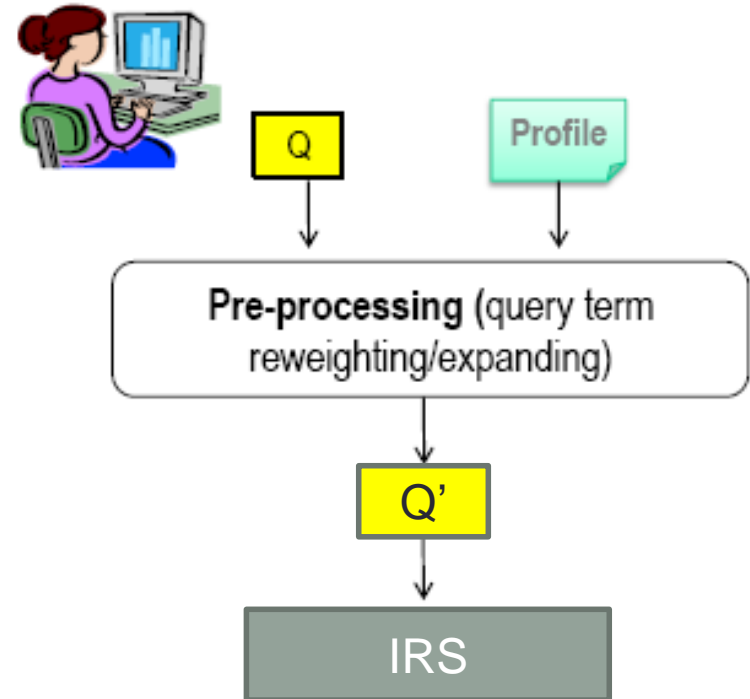 Q
Profile
Pre-processing (query term
reweighting/expanding)
Q’
IRS